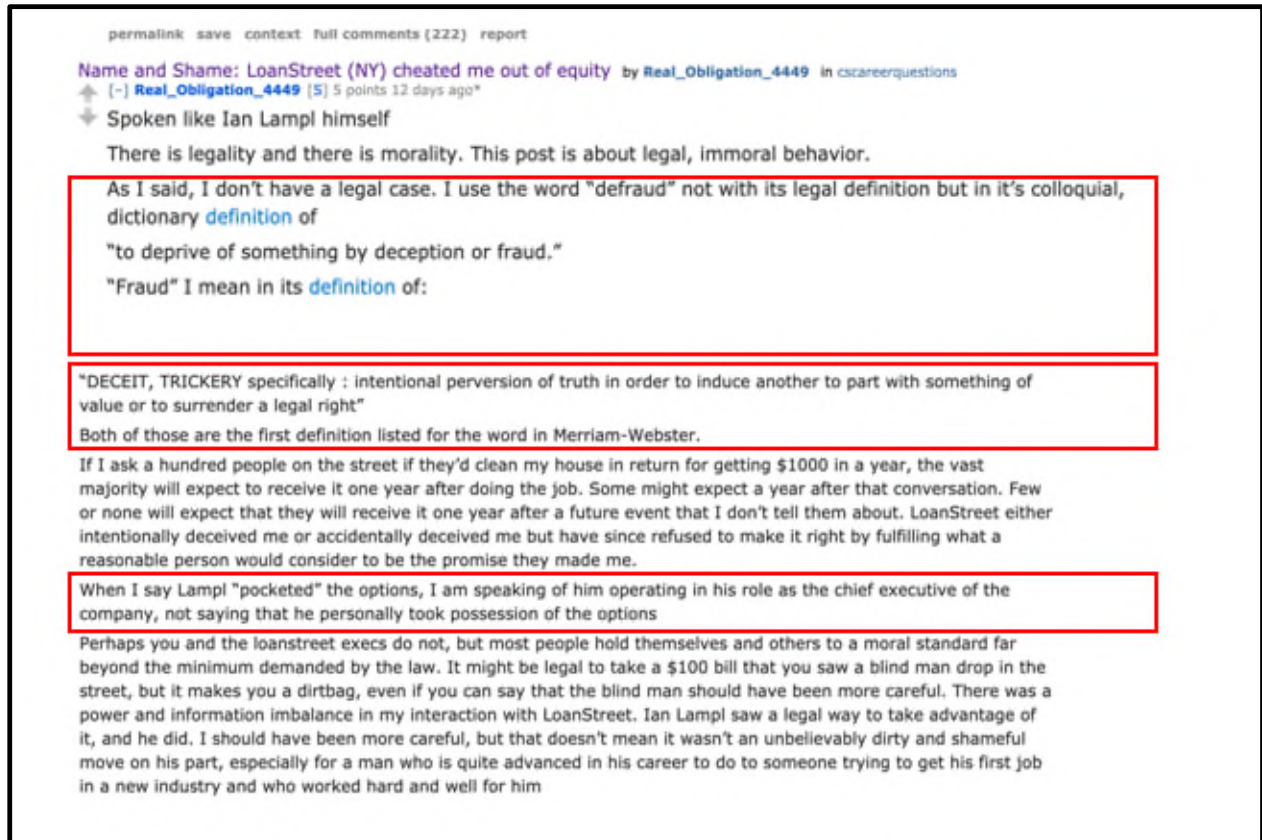 permalink save context full comments (222) report
Name and Shame: LoanStreet (NY) cheated me out of equity by Real_Obligation_4449 in cscareerquestions
[-] Real_Obligation_4449 [S] 5 points 12 days ago*
Spoken like Ian Lampl himself
There is legality and there is morality. This post is about legal, immoral behavior.
As I said, I don't have a legal case. I use the word “defraud” not with its legal definition but in it's colloquial,
dictionary definition of
“to deprive of something by deception or fraud.”
“Fraud” I mean in its definition of:
“DECEIT, TRICKERY specifically : intentional perversion of truth in order to induce another to part with something of
value or to surrender a legal right”
Both of those are the first definition listed for the word in Merriam-Webster.
If I ask a hundred people on the street if they'd clean my house in return for getting $1000 in a year, the vast
majority will expect to receive it one year after doing the job. Some might expect a year after that conversation. Few
or none will expect that they will receive it one year after a future event that I don't tell them about. LoanStreet either
intentionally deceived me or accidentally deceived me but have since refused to make it right by fulfilling what a
reasonable person would consider to be the promise they made me.
When I say Lampl “pocketed” the options, I am speaking of him operating in his role as the chief executive of the
company, not saying that he personally took possession of the options
Perhaps you and the loanstreet execs do not, but most people hold themselves and others to a moral standard far
beyond the minimum demanded by the law. It might be legal to take a $100 bill that you saw a blind man drop in the
street, but it makes you a dirtbag, even if you can say that the blind man should have been more careful. There was a
power and information imbalance in my interaction with LoanStreet. Ian Lampl saw a legal way to take advantage of
it, and he did. I should have been more careful, but that doesn't mean it wasn't an unbelievably dirty and shameful
move on his part, especially for a man who is quite advanced in his career to do to someone trying to get his first job
in a new industry and who worked hard and well for him